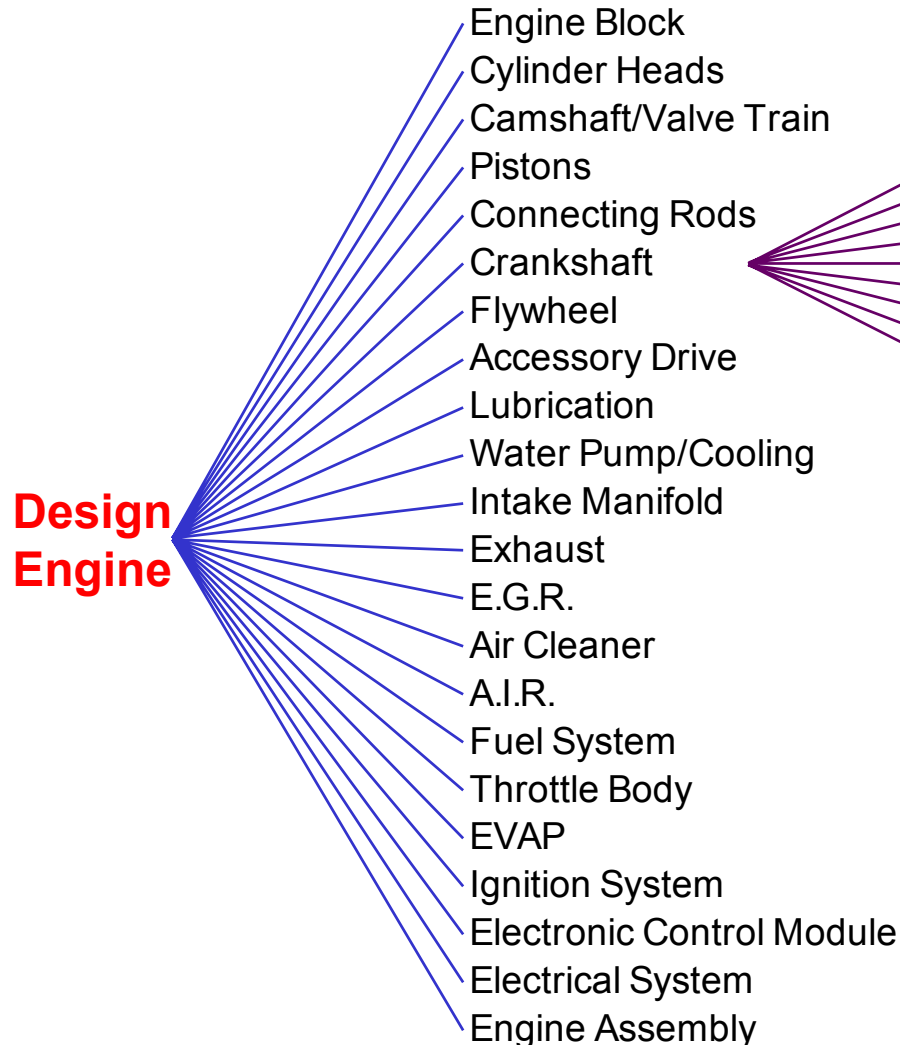 Design
Engine
Engine Block
Cylinder Heads
Camshaft/Valve Train
Pistons
Connecting Rods
Crankshaft
Flywheel
Accessory Drive
Lubrication
Water Pump/Cooling
Intake Manifold
Exhaust
E.G.R.
Air Cleaner
A.I.R.
Fuel System
Throttle Body
EVAP
Ignition System
Electronic Control Module
Electrical System
Engine Assembly